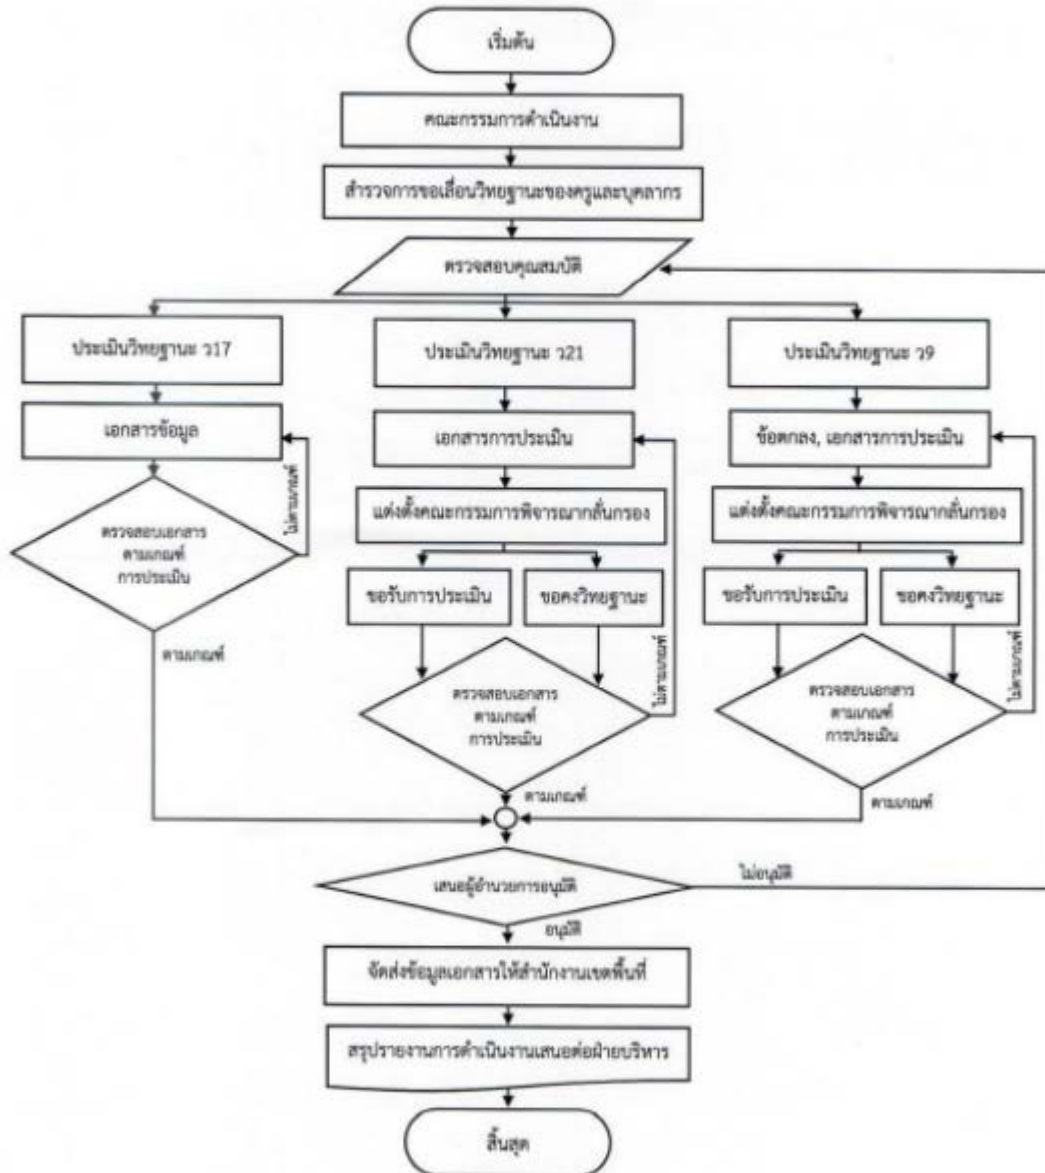 เริ่มต้น
คณะกรรมการดำเนินงาน
สำรวจการขอเลื่อนวิทยฐานะของครูและบุคลากร
ตรวจสอบคุณสมบัติ
ประเมินวิทยฐานะ ว17
เอกสารข้อมูล
ไม่ตามเกณฑ์
ตรวจสอบเอกสาร
ตามเกณฑ์
การประเมิน
ตามเกณฑ์
ประเมินวิทยฐานะ ว21
เอกสารการประเมิน
แต่งตั้งคณะกรรมการพิจารณากลั่นกรอง
ขอรับการประเมิน
ขอคงวิทยฐานะ
ไม่ตามเกณฑ์
ตรวจสอบเอกสาร
ตามเกณฑ์
การประเมิน
ตามเกณฑ์
ประเมินวิทยฐานะ ว9
ข้อตกลง, เอกสารการประเมิน
แต่งตั้งคณะกรรมการพิจารณากลั่นกรอง
ขอรับการประเมิน
ขอคงวิทยฐานะ
ไม่ตามเกณฑ์
ตรวจสอบเอกสาร
ตามเกณฑ์
การประเมิน
ตามเกณฑ์
เสนอผู้อำนวยการอนุมัติ
ไม่อนุมัติ
อนุมัติ
จัดส่งข้อมูลเอกสารให้สำนักงานเขตพื้นที่
สรุปรายงานการดำเนินงานเสนอต่อฝ่ายบริหาร
สิ้นสุด